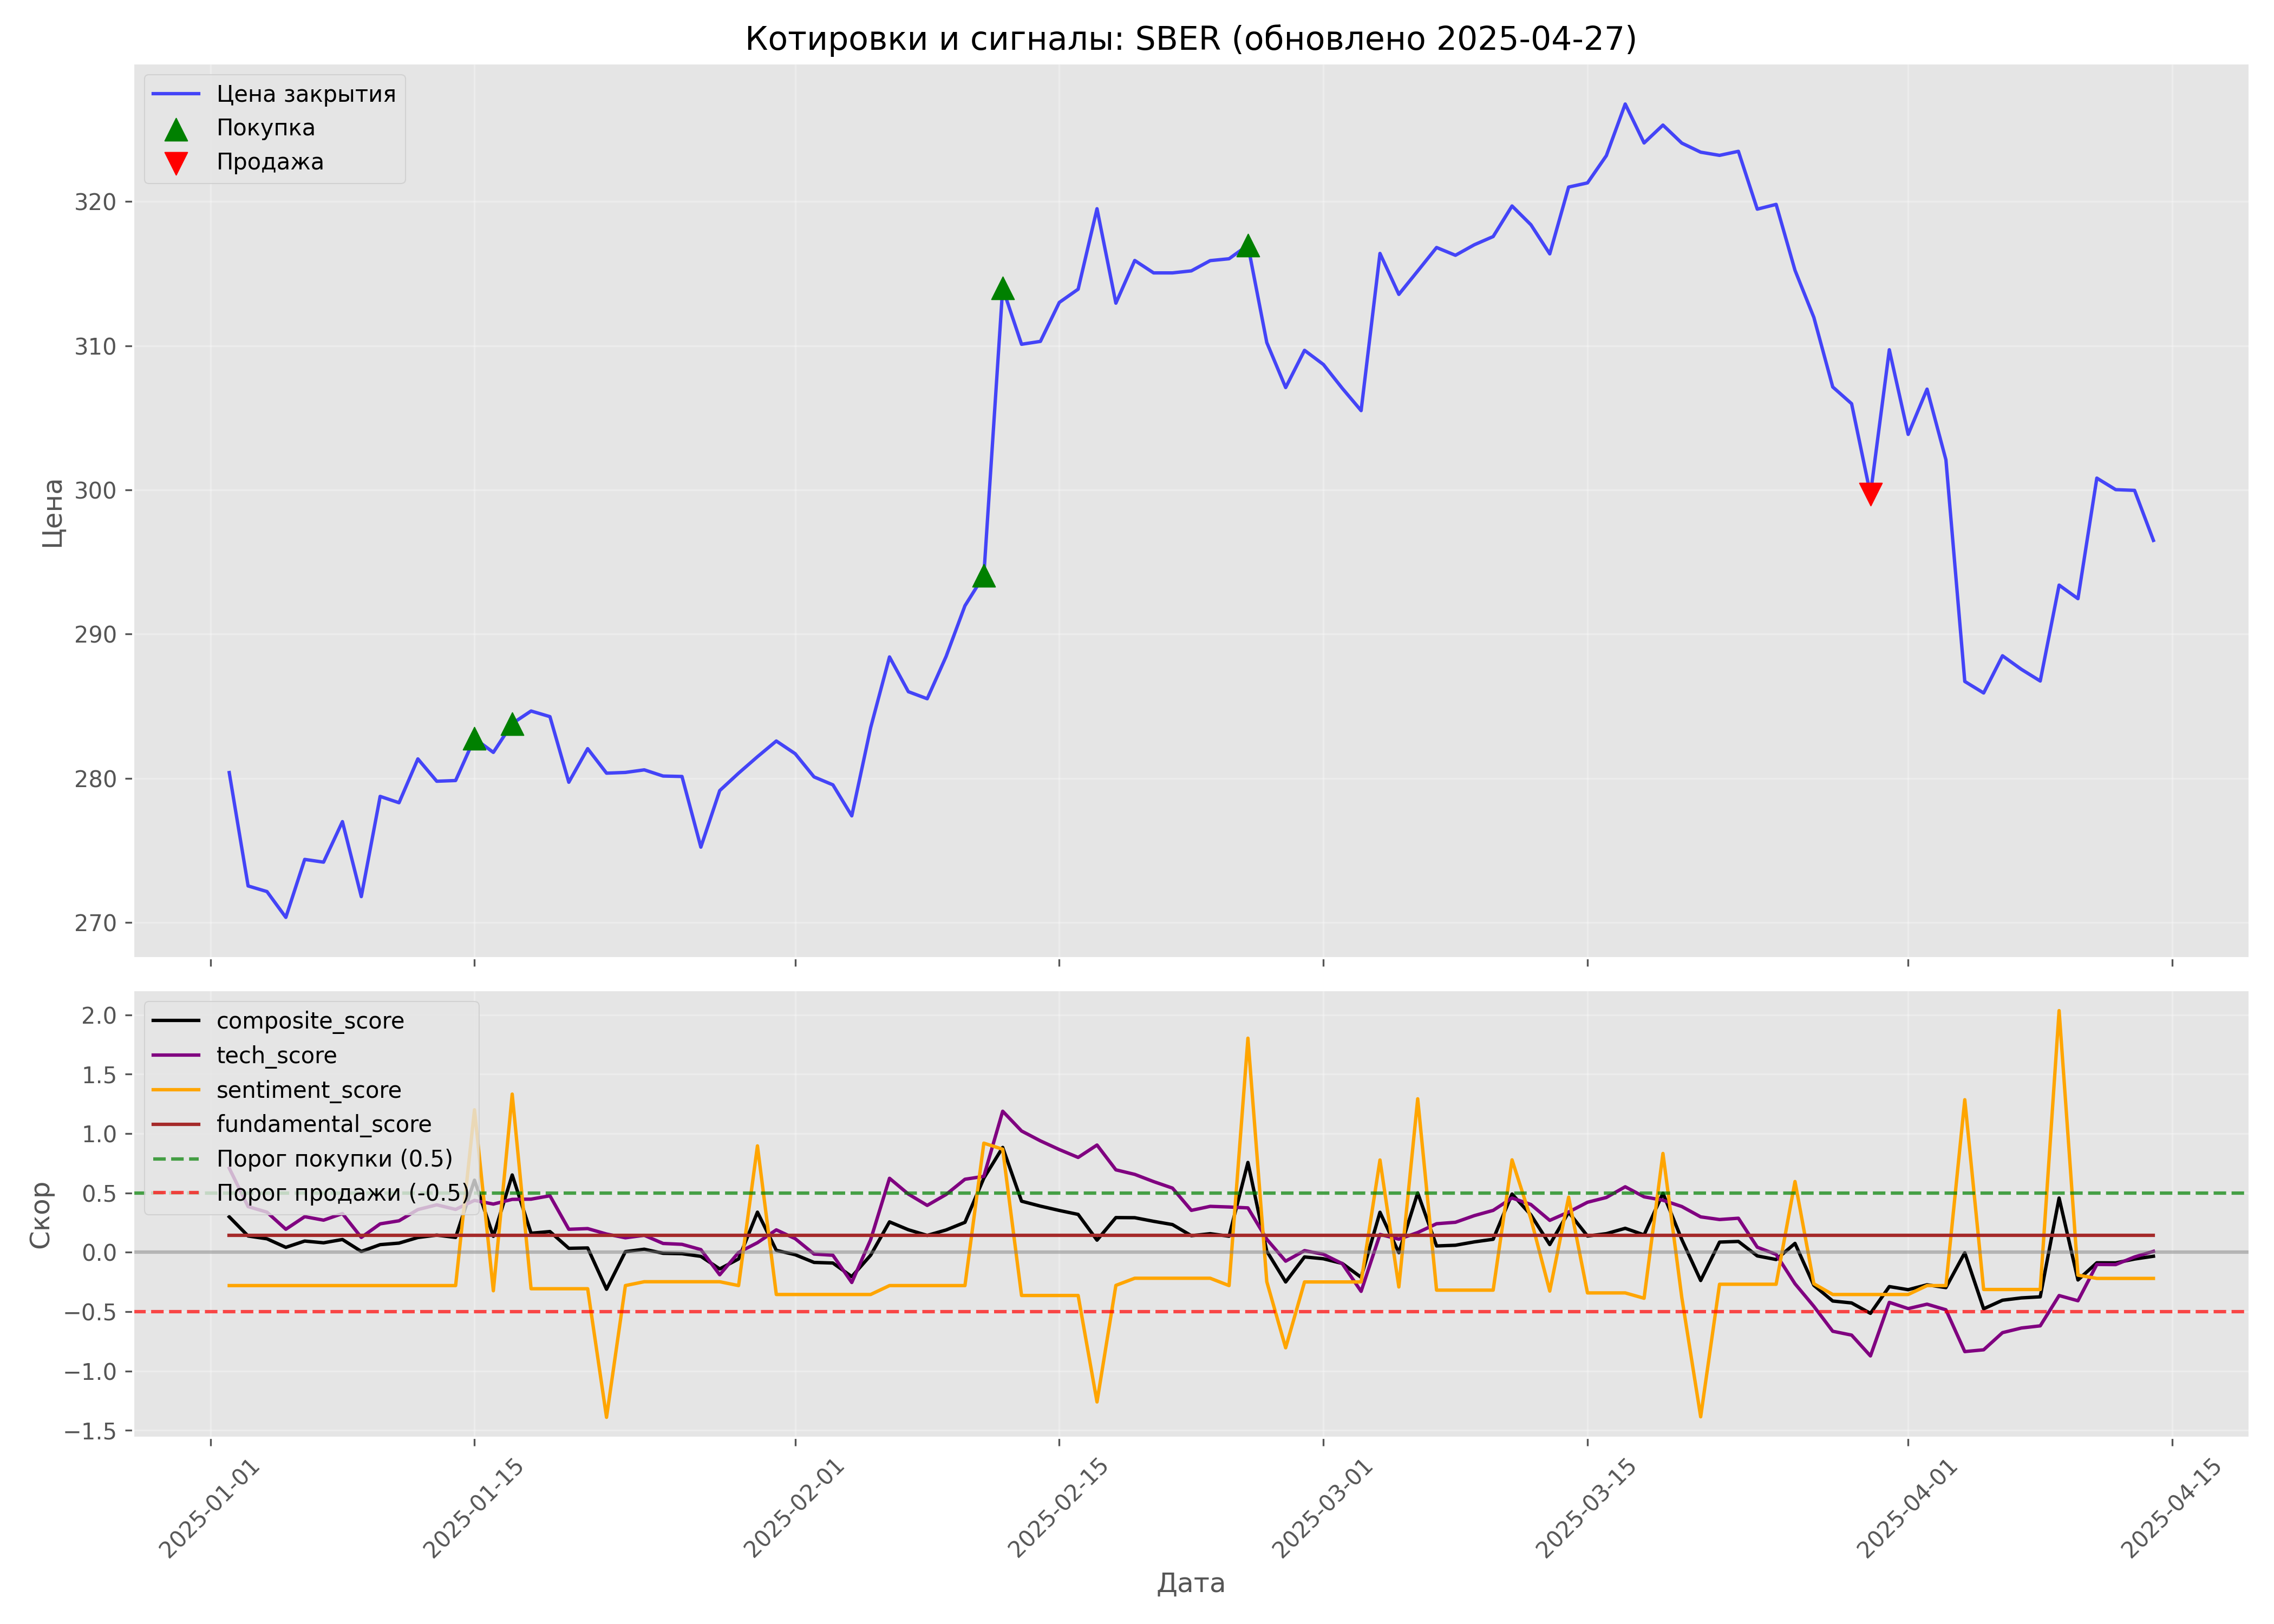 Котировки и сигналы: SBER (обновлено 2025-04-27)
Цена закрытия
Покупка
Продажа
320
310
300
290
280
270
Цена
composite_score
tech_score
sentiment_score
fundamental_score
Порог покупки (0.5)
Порог продажи (-0.5)
2.0
1.5
1.0
0.5
0.0
−0.5
−1.0
−1.5
Скор
2025-01-01
2025-01-15
2025-02-01
2025-02-15
2025-03-01
2025-03-15
2025-04-01
2025-04-15
Дата